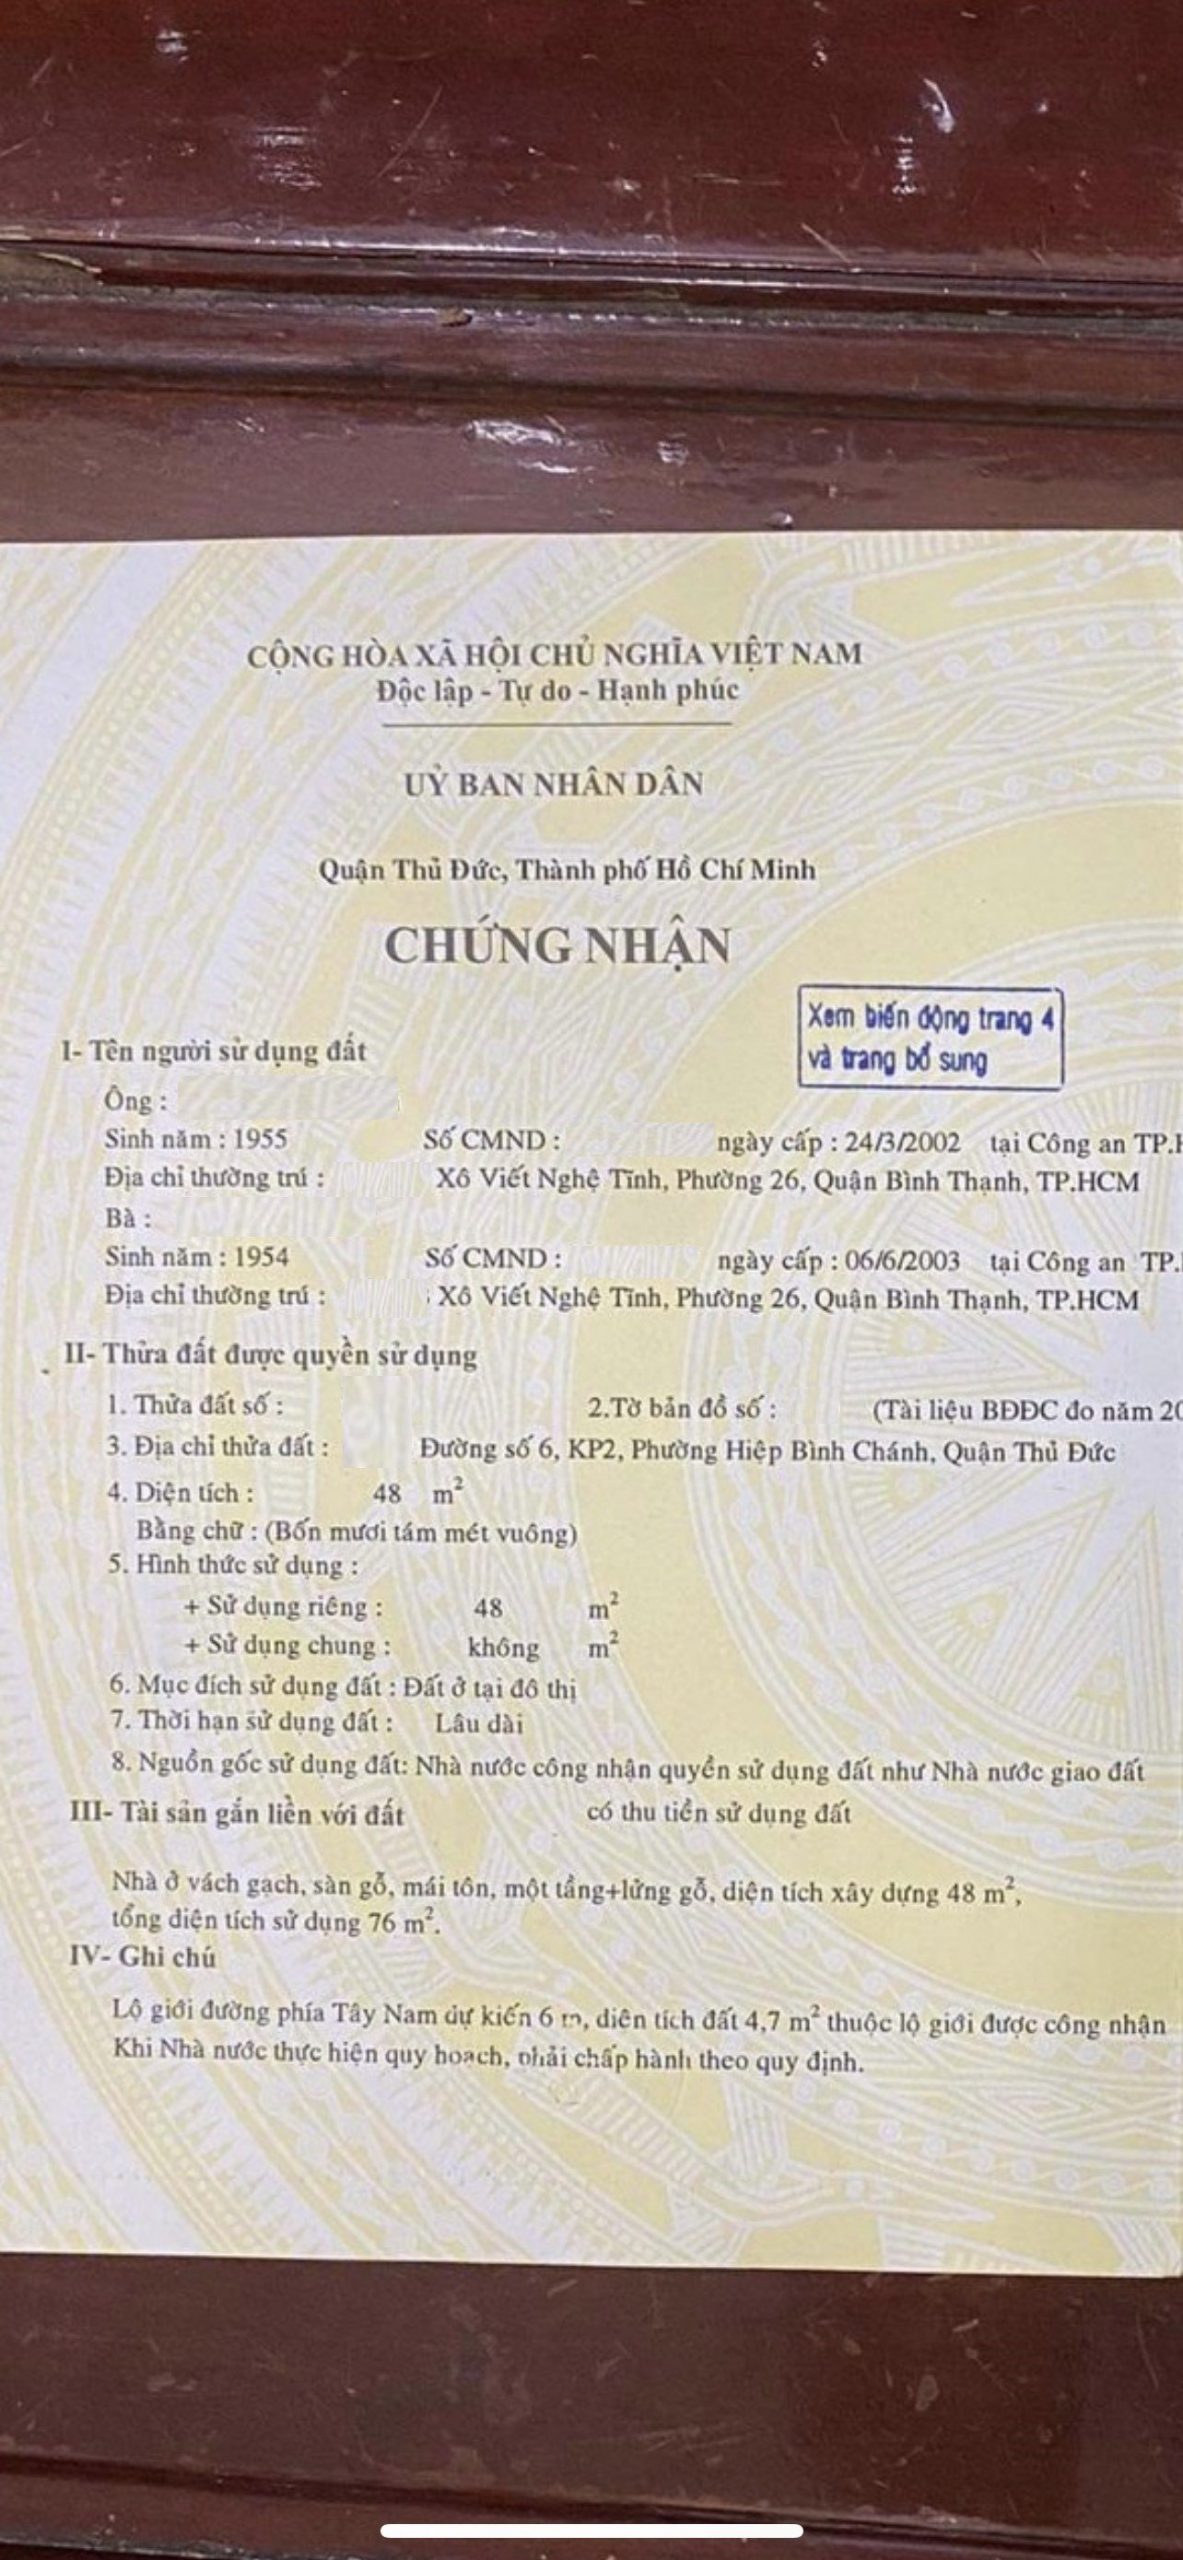 CỘNG HÒA XÃ HỘI CHỦ NGHĨA VIỆT NAM
Độc lập - Tự do - Hạnh phúc
UỶ BAN NHÂN DÂN
Quận Thủ Đức, Thành phố Hồ Chí Minh
CHỨNG NHẬN
Xem biến động trang 4
và trang bổ sung
I- Tên người sử dụng đất
Ông :
Sinh năm : 1955 Số CMND : ngày cấp : 24/3/2002 tại Công an TP.H
Địa chỉ thường trú : Xô Viết Nghệ Tĩnh, Phường 26, Quận Bình Thạnh, TP.HCM
Bà :
Sinh năm : 1954 Số CMND : ngày cấp : 06/6/2003 tại Công an TP.
Địa chỉ thường trú : Xô Viết Nghệ Tĩnh, Phường 26, Quận Bình Thạnh, TP.HCM
II- Thửa đất được quyền sử dụng
1. Thửa đất số : 2.Tờ bản đồ số : (Tài liệu BĐĐC đo năm 20
3. Địa chỉ thửa đất : Đường số 6, KP2, Phường Hiệp Bình Chánh, Quận Thủ Đức
4. Diện tích : 48 m²
Bằng chữ : (Bốn mươi tám mét vuông)
5. Hình thức sử dụng :
+ Sử dụng riêng : 48 m²
+ Sử dụng chung : không m²
6. Mục đích sử dụng đất : Đất ở tại đô thị
7. Thời hạn sử dụng đất : Lâu dài
8. Nguồn gốc sử dụng đất: Nhà nước công nhận quyền sử dụng đất như Nhà nước giao đất
III- Tài sản gắn liền với đất có thu tiền sử dụng đất
Nhà ở vách gạch, sàn gỗ, mái tôn, một tầng+lửng gỗ, diện tích xây dựng 48 m²,
tổng diện tích sử dụng 76 m².
IV- Ghi chú
Lộ giới đường phía Tây Nam dự kiến 6 m, diên tích đất 4,7 m² thuộc lộ giới được công nhận
Khi Nhà nước thực hiện quy hoạch, phải chấp hành theo quy định.